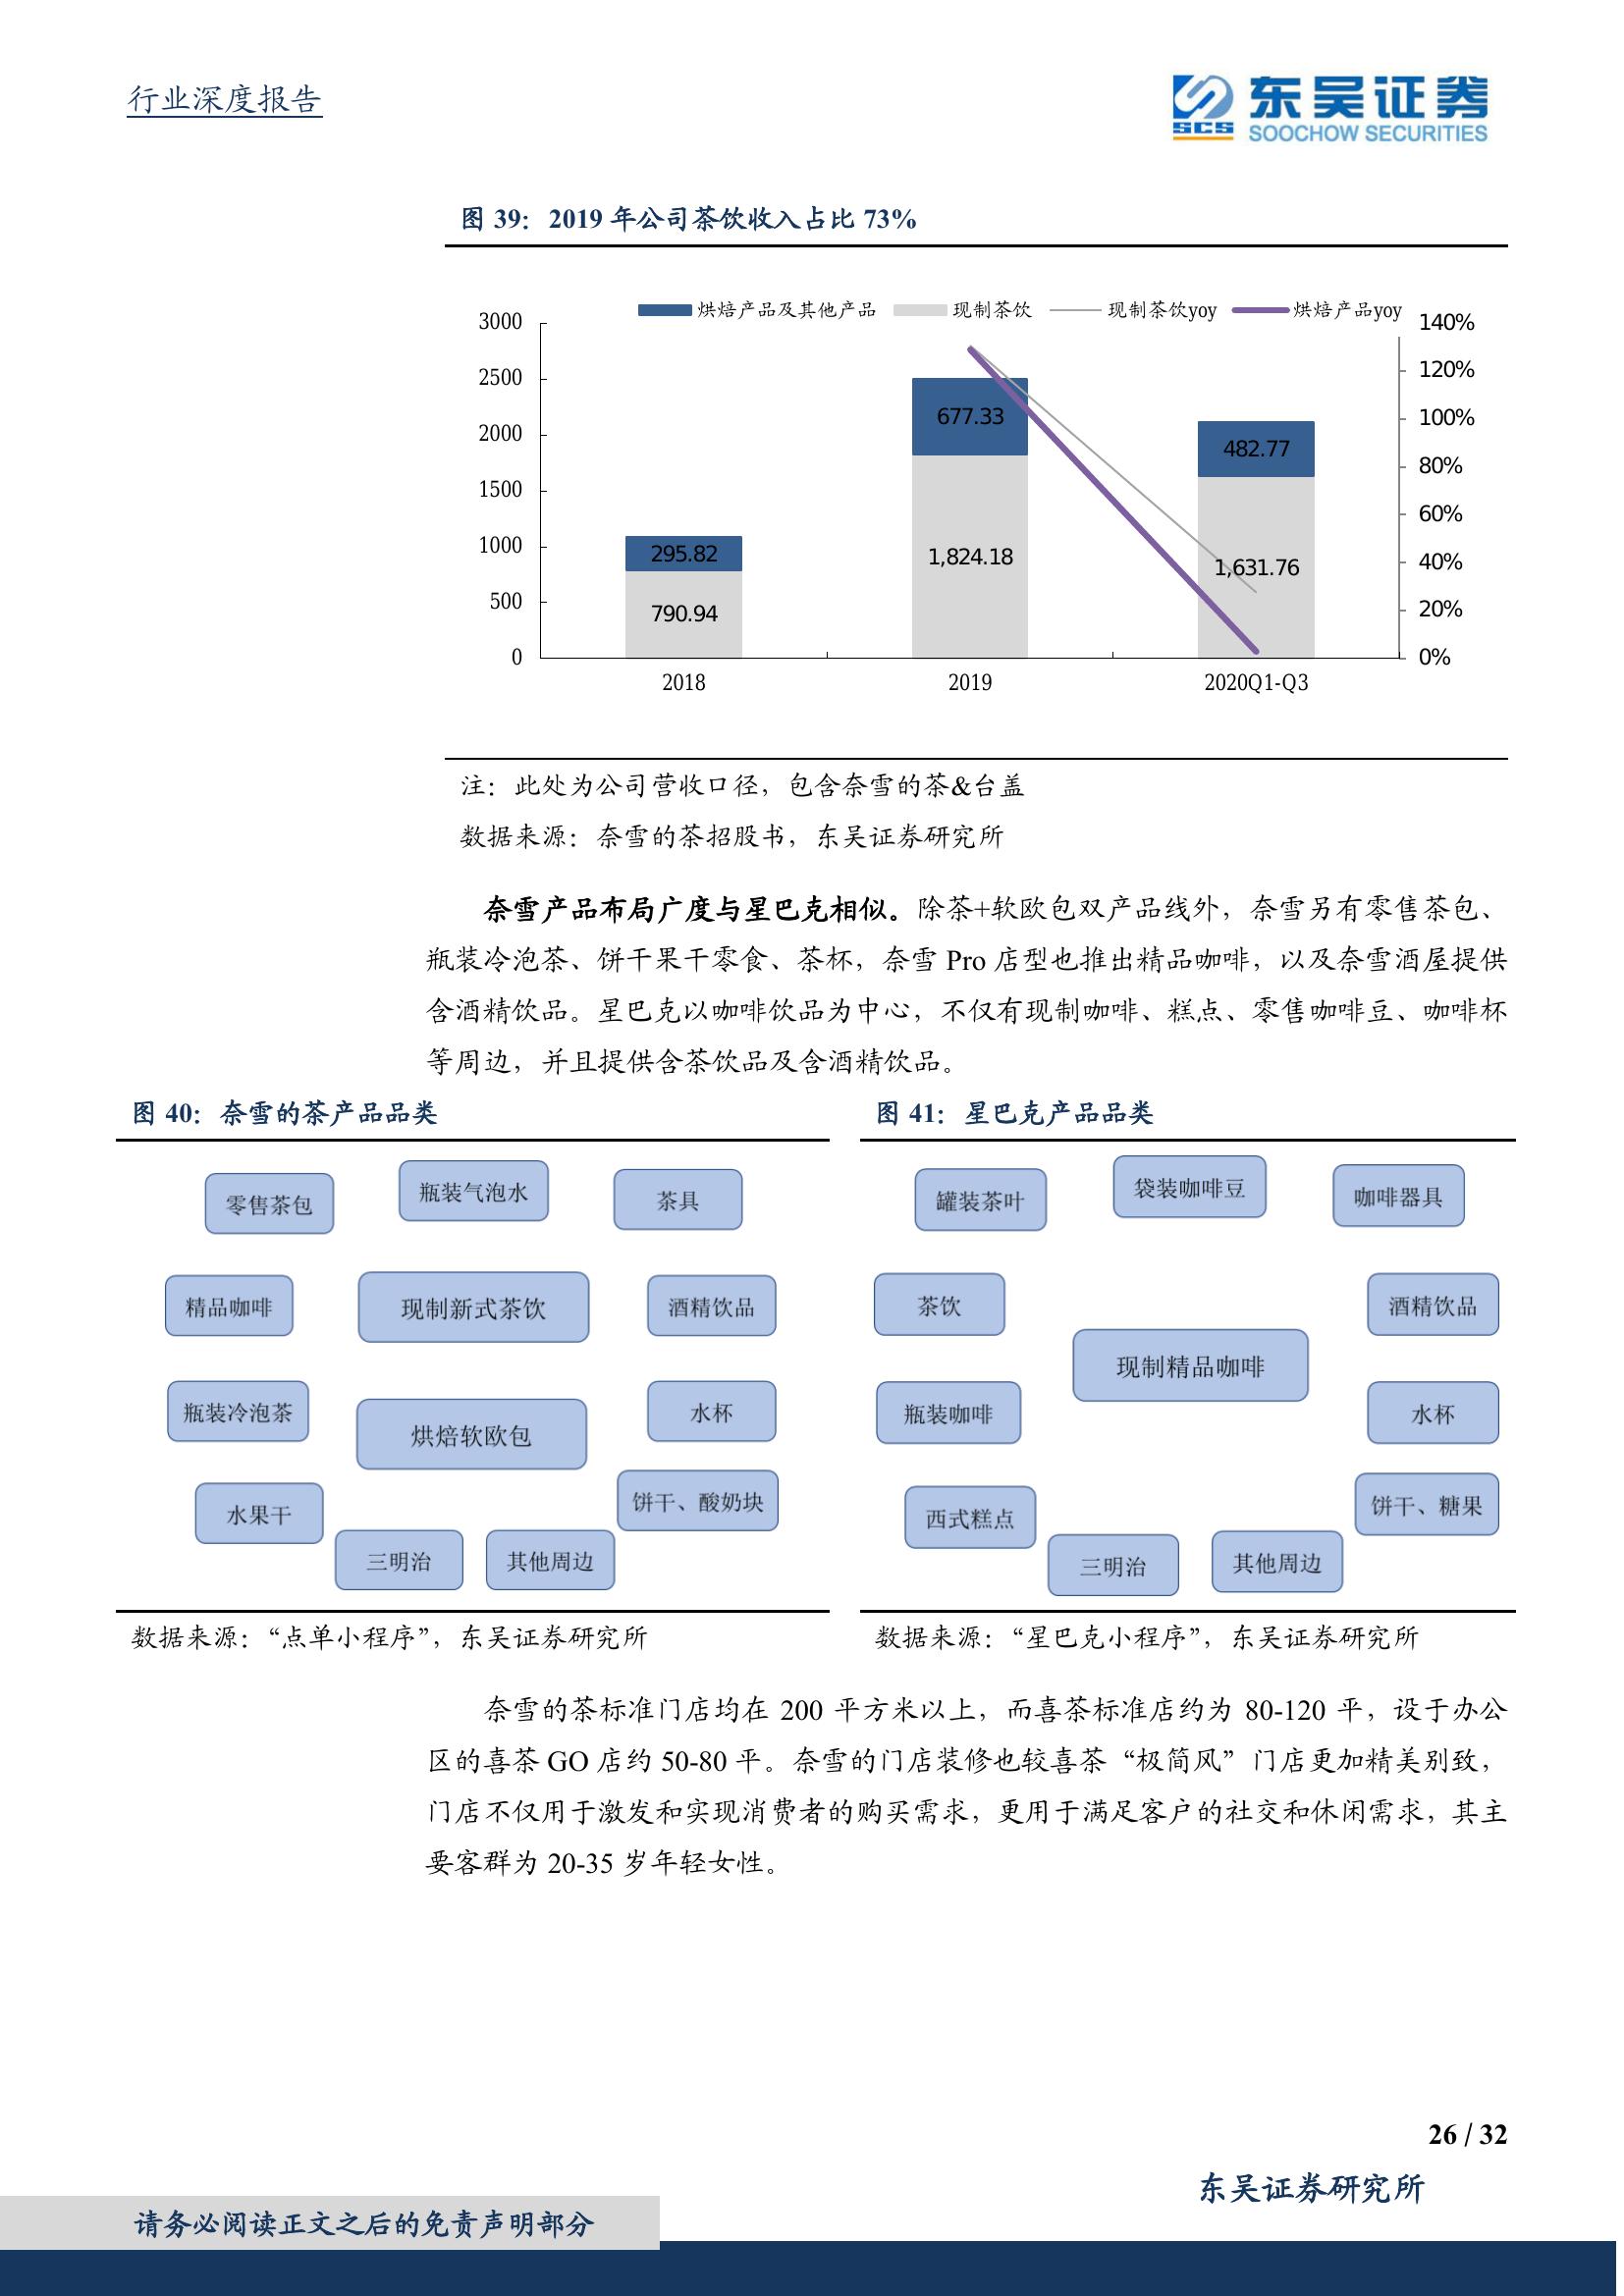 行业深度报告
SCS 东吴证券
SOOCHOW SECURITIES
图 39：2019 年公司茶饮收入占比 73%
烘焙产品及其他产品 现制茶饮 现制茶饮yoy 烘焙产品yoy
3000
2500
2000
1500
1000
500
0
140%
120%
100%
80%
60%
40%
20%
0%
295.82
790.94
677.33
1,824.18
482.77
1,631.76
2018 2019 2020Q1-Q3
注：此处为公司营收口径，包含奈雪的茶&台盖
数据来源：奈雪的茶招股书，东吴证券研究所
奈雪产品布局广度与星巴克相似。除茶+软欧包双产品线外，奈雪另有零售茶包、
瓶装冷泡茶、饼干果干零食、茶杯，奈雪 Pro 店型也推出精品咖啡，以及奈雪酒屋提供
含酒精饮品。星巴克以咖啡饮品为中心，不仅有现制咖啡、糕点、零售咖啡豆、咖啡杯
等周边，并且提供含茶饮品及含酒精饮品。
图 40：奈雪的茶产品品类
零售茶包 瓶装气泡水 茶具
精品咖啡 现制新式茶饮 酒精饮品
瓶装冷泡茶 烘焙软欧包 水杯
水果干 饼干、酸奶块
三明治 其他周边
数据来源：“点单小程序”，东吴证券研究所
图 41：星巴克产品品类
罐装茶叶 袋装咖啡豆 咖啡器具
茶饮 酒精饮品
现制精品咖啡
瓶装咖啡 水杯
西式糕点 饼干、糖果
三明治 其他周边
数据来源：“星巴克小程序”，东吴证券研究所
奈雪的茶标准门店均在 200 平方米以上，而喜茶标准店约为 80-120 平，设于办公
区的喜茶 GO 店约 50-80 平。奈雪的门店装修也较喜茶“极简风”门店更加精美别致，
门店不仅用于激发和实现消费者的购买需求，更用于满足客户的社交和休闲需求，其主
要客群为 20-35 岁年轻女性。
26 / 32
东吴证券研究所
请务必阅读正文之后的免责声明部分